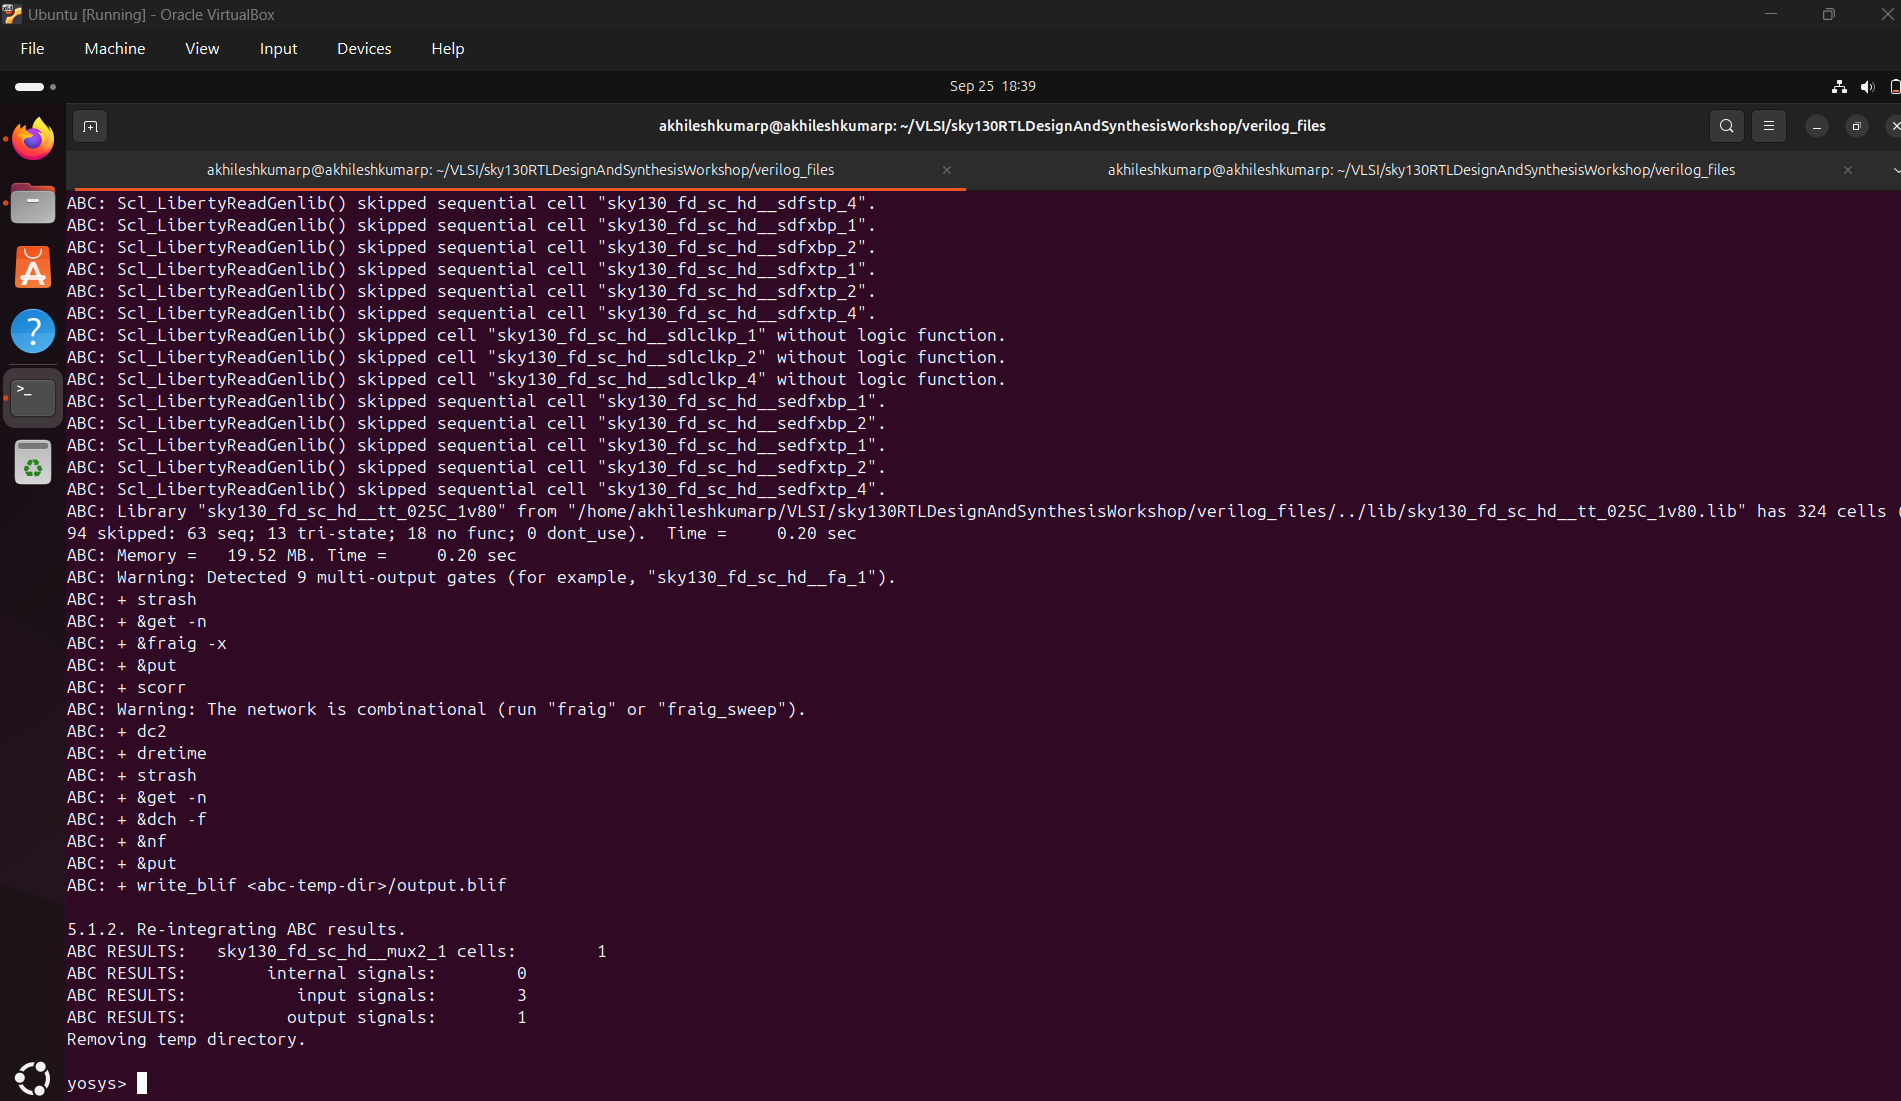 Ubuntu [Running] - Oracle VirtualBox
File Machine View Input Devices Help
Sep 25 18:39
akhileshkumarp@akhileshkumarp: ~/VLSI/sky130RTLDesignAndSynthesisWorkshop/verilog_files
akhileshkumarp@akhileshkumarp: ~/VLSI/sky130RTLDesignAndSynthesisWorkshop/verilog_files
akhileshkumarp@akhileshkumarp: ~/VLSI/sky130RTLDesignAndSynthesisWorkshop/verilog_files
ABC: Scl_LibertyReadGenlib() skipped sequential cell "sky130_fd_sc_hd__sdfstp_4".
ABC: Scl_LibertyReadGenlib() skipped sequential cell "sky130_fd_sc_hd__sdfxbp_1".
ABC: Scl_LibertyReadGenlib() skipped sequential cell "sky130_fd_sc_hd__sdfxbp_2".
ABC: Scl_LibertyReadGenlib() skipped sequential cell "sky130_fd_sc_hd__sdfxtp_1".
ABC: Scl_LibertyReadGenlib() skipped sequential cell "sky130_fd_sc_hd__sdfxtp_2".
ABC: Scl_LibertyReadGenlib() skipped sequential cell "sky130_fd_sc_hd__sdfxtp_4".
ABC: Scl_LibertyReadGenlib() skipped cell "sky130_fd_sc_hd__sdlclkp_1" without logic function.
ABC: Scl_LibertyReadGenlib() skipped cell "sky130_fd_sc_hd__sdlclkp_2" without logic function.
ABC: Scl_LibertyReadGenlib() skipped cell "sky130_fd_sc_hd__sdlclkp_4" without logic function.
ABC: Scl_LibertyReadGenlib() skipped sequential cell "sky130_fd_sc_hd__sedfxbp_1".
ABC: Scl_LibertyReadGenlib() skipped sequential cell "sky130_fd_sc_hd__sedfxbp_2".
ABC: Scl_LibertyReadGenlib() skipped sequential cell "sky130_fd_sc_hd__sedfxtp_1".
ABC: Scl_LibertyReadGenlib() skipped sequential cell "sky130_fd_sc_hd__sedfxtp_2".
ABC: Scl_LibertyReadGenlib() skipped sequential cell "sky130_fd_sc_hd__sedfxtp_4".
ABC: Library "sky130_fd_sc_hd__tt_025C_1v80" from "/home/akhileshkumarp/VLSI/sky130RTLDesignAndSynthesisWorkshop/verilog_files/../lib/sky130_fd_sc_hd__tt_025C_1v80.lib" has 324 cells (
94 skipped: 63 seq; 13 tri-state; 18 no func; 0 dont_use).  Time =     0.20 sec
ABC: Memory =   19.52 MB. Time =     0.20 sec
ABC: Warning: Detected 9 multi-output gates (for example, "sky130_fd_sc_hd__fa_1").
ABC: + strash
ABC: + &get -n
ABC: + &fraig -x
ABC: + &put
ABC: + scorr
ABC: Warning: The network is combinational (run "fraig" or "fraig_sweep").
ABC: + dc2
ABC: + dretime
ABC: + strash
ABC: + &get -n
ABC: + &dch -f
ABC: + &nf
ABC: + &put
ABC: + write_blif <abc-temp-dir>/output.blif
5.1.2. Re-integrating ABC results.
ABC RESULTS:   sky130_fd_sc_hd__mux2_1 cells:        1
ABC RESULTS:        internal signals:        0
ABC RESULTS:           input signals:        3
ABC RESULTS:          output signals:        1
Removing temp directory.
yosys>